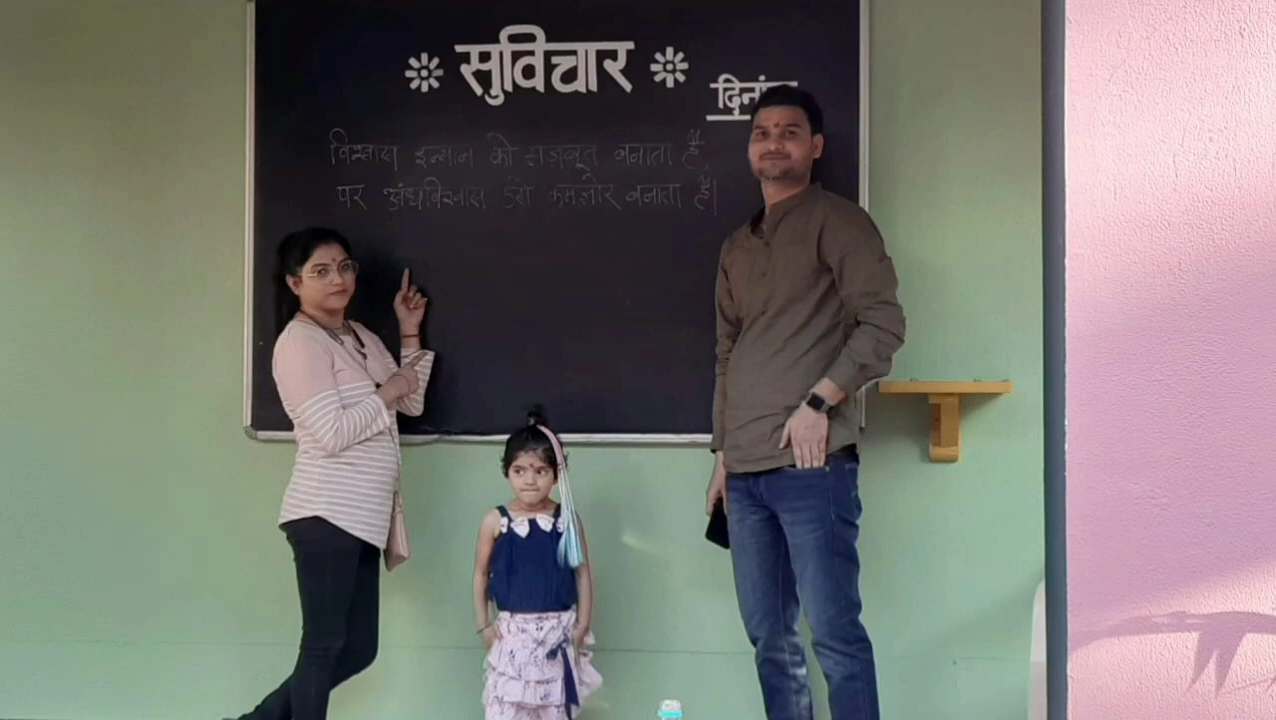 सुविचार
दिनां
विश्वास इन्सान को मजबूत बनाता है,
पर अंधविश्वास उसे कमज़ोर बनाता है।